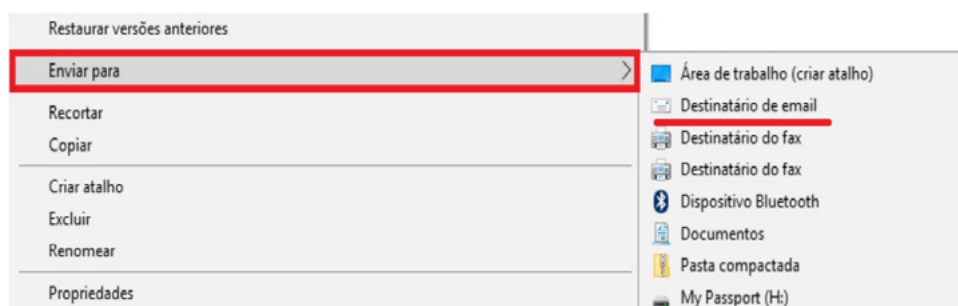 Restaurar versões anteriores
Enviar para
Recortar
Copiar
Criar atalho
Excluir
Renomear
Propriedades
Área de trabalho (criar atalho)
Destinatário de email
Destinatário do fax
Destinatário do fax
Dispositivo Bluetooth
Documentos
Pasta compactada
My Passport (H:)